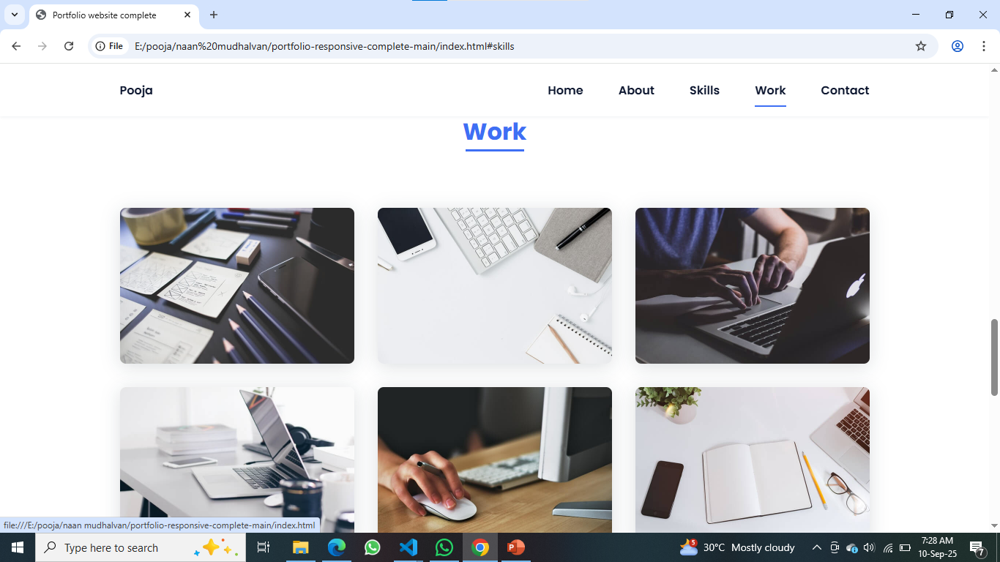 Portfolio website complete
File
E:/pooja/naan%20mudhalvan/portfolio-responsive-complete-main/index.html#skills
Pooja
Home
About
Skills
Work
Contact
Work
file:///E:/pooja/naan mudhalvan/portfolio-responsive-complete-main/index.html
Type here to search
5
5
30°C Mostly cloudy
7:28 AM
10-Sep-25
7